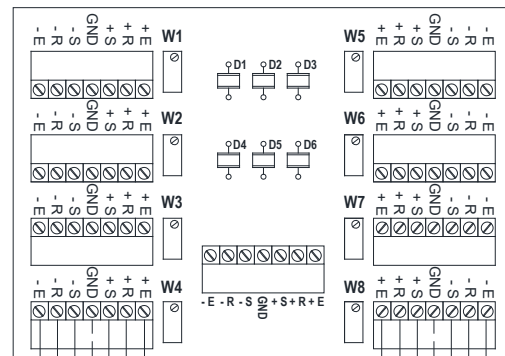 -E -R -S GND +S +R +E W1
D1 D2 D3
W5 +E +R +S GND -S -R -E
-E -R -S GND +S +R +E W2
D4 D5 D6
W6 +E +R +S GND -S -R -E
-E -R -S GND +S +R +E W3
W7 +E +R +S GND -S -R -E
-E -R -S GND +S +R +E W4
-E -R -S GND +S +R +E
W8 +E +R +S GND -S -R -E